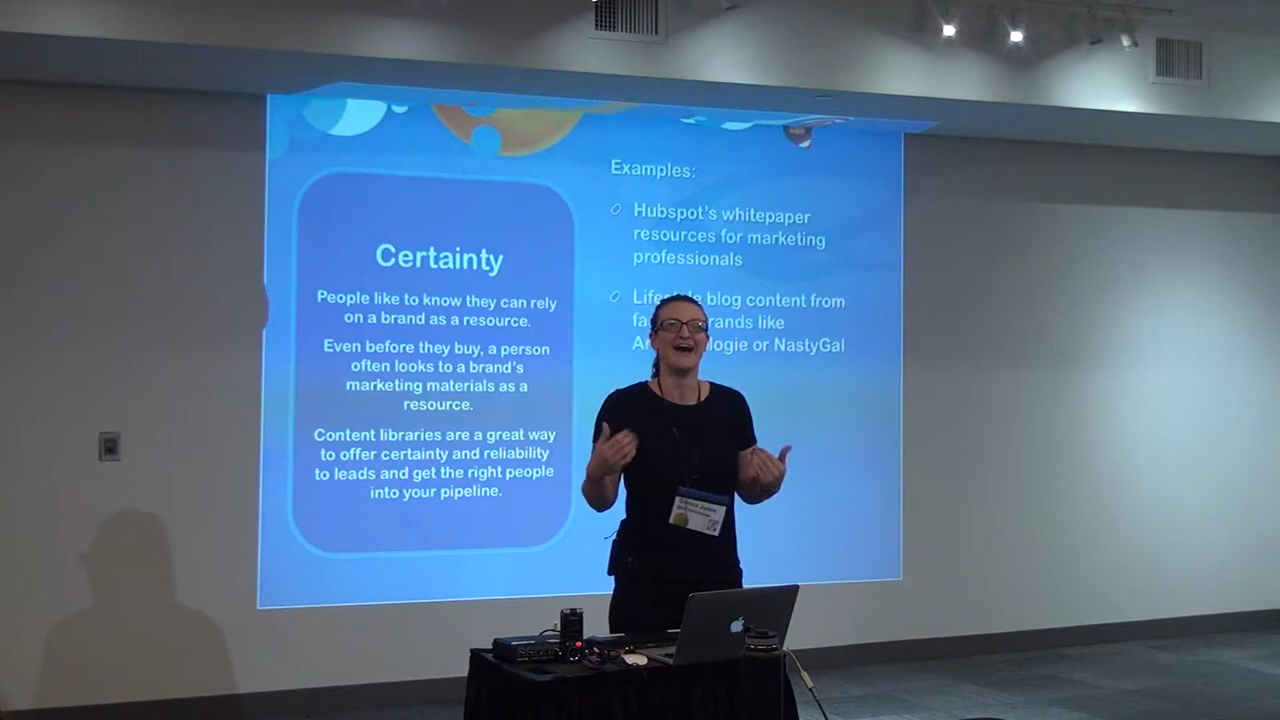 Certainty
People like to know they can rely
on a brand as a resource.
Even before they buy, a person
often looks to a brand's
marketing materials as a
resource.
Content libraries are a great way
to offer certainty and reliability
to leads and get the right people
into your pipeline.
Examples:
Hubspot's whitepaper
resources for marketing
professionals
blog content from
like
or NastyGal